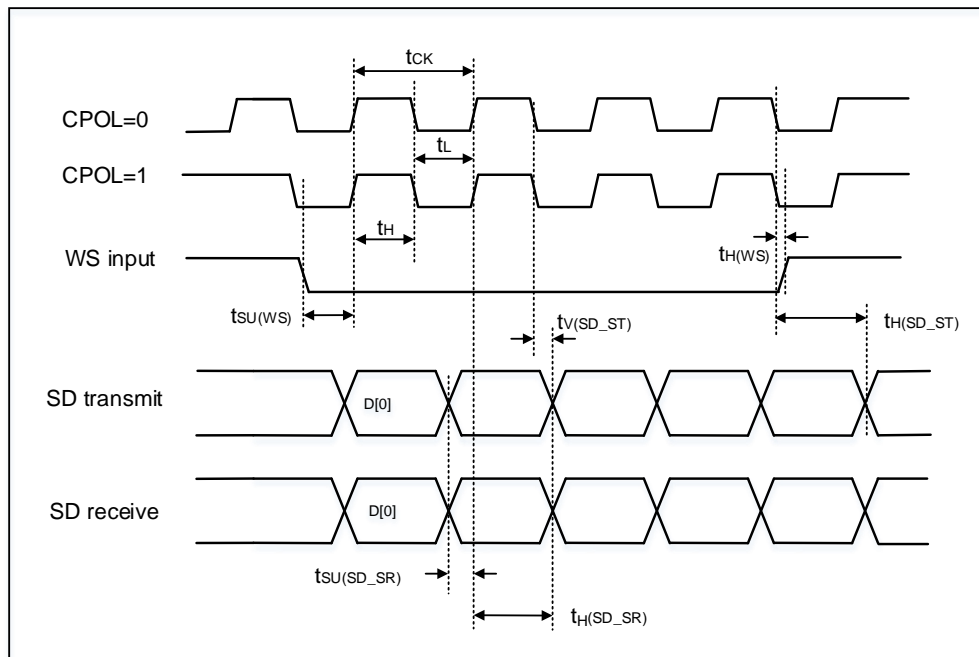 tCK
CPOL=0
tL
CPOL=1
tH
tH(WS)
WS input
tSU(WS)
tV(SD_ST)
tH(SD_ST)
SD transmit
D[0]
SD receive
D[0]
tSU(SD_SR)
tH(SD_SR)